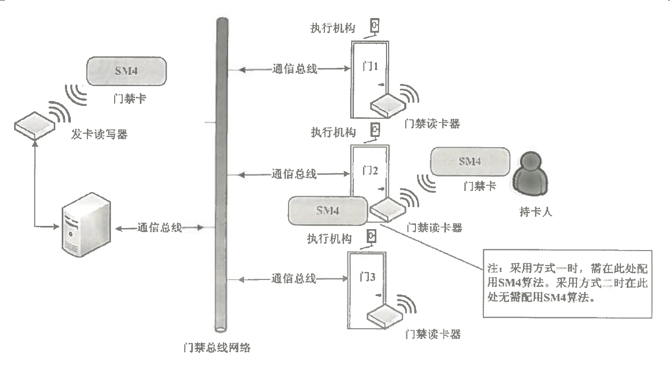 执行机构
SM4
门禁卡
通信总线
门1
发卡读写器
门禁读卡器
执行机构
通信总线
门2
SM4
门禁卡
持卡人
SM4
门禁读卡器
通信总线
执行机构
通信总线
门3
注：采用方式一时，需在此处配
用SM4算法。采用方式二时在此
处无需配用SM4算法。
门禁读卡器
门禁总线网络